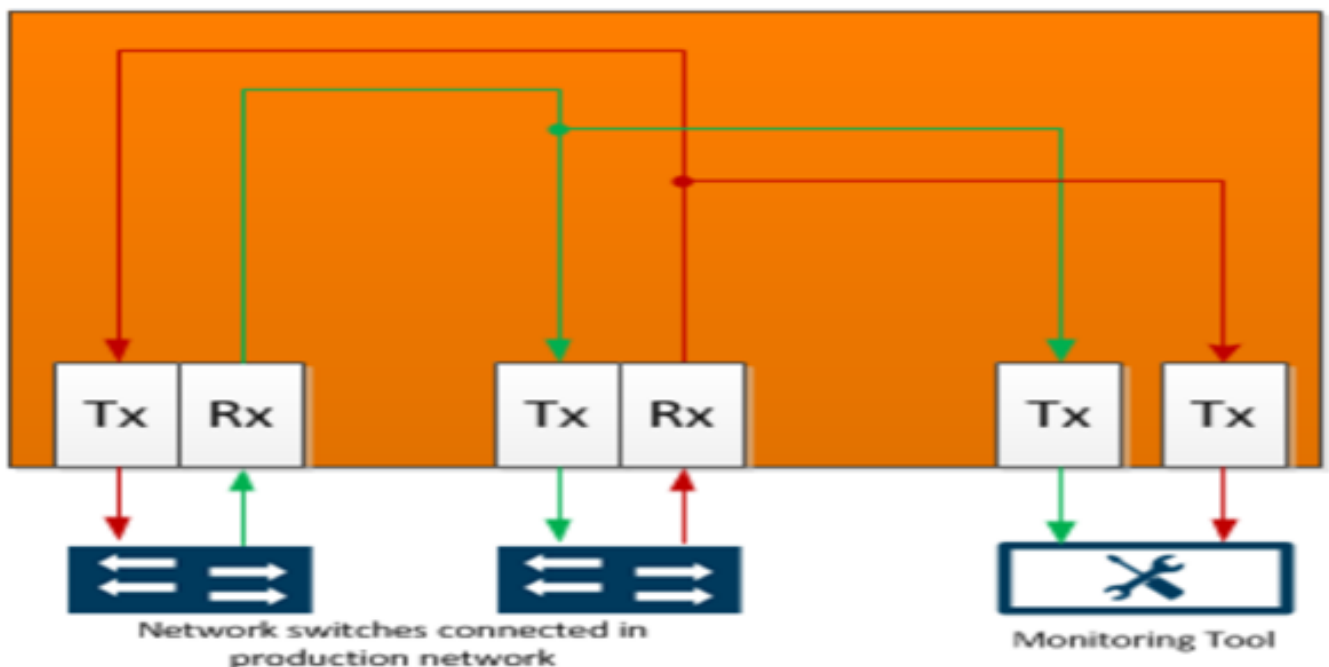 Tx Rx Tx Rx Tx Tx
Network switches connected in
production network
Monitoring Tool